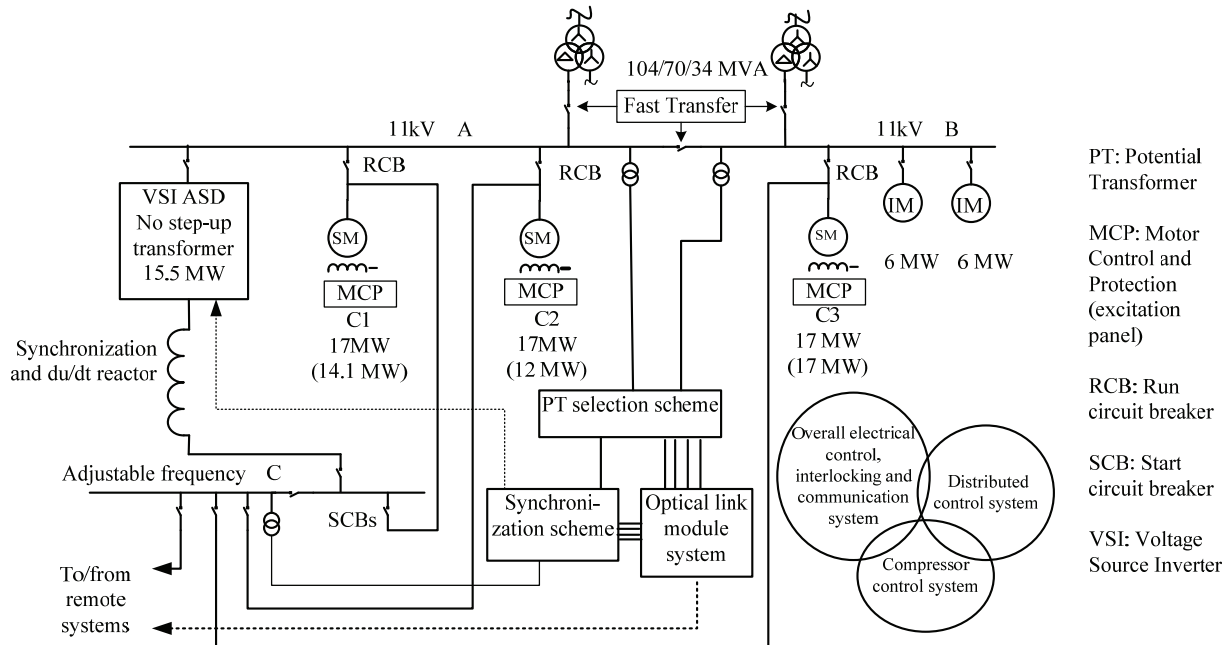 104/70/34 MVA
Fast Transfer
11kV A
11kV B
RCB
RCB
RCB
VSI ASD
No step-up
transformer
15.5 MW
SM
MCP
C1
17MW
(14.1 MW)
SM
MCP
C2
17MW
(12 MW)
SM
MCP
C3
17 MW
(17 MW)
IM
6 MW
IM
6 MW
Synchronization
and du/dt reactor
PT selection scheme
Adjustable frequency C
SCBs
Synchroni-
zation scheme
Optical link
module
system
To/from
remote
systems
Overall electrical
control,
interlocking and
communication
system
Distributed
control system
Compressor
control system
PT: Potential
Transformer
MCP: Motor
Control and
Protection
(excitation
panel)
RCB: Run
circuit breaker
SCB: Start
circuit breaker
VSI: Voltage
Source Inverter